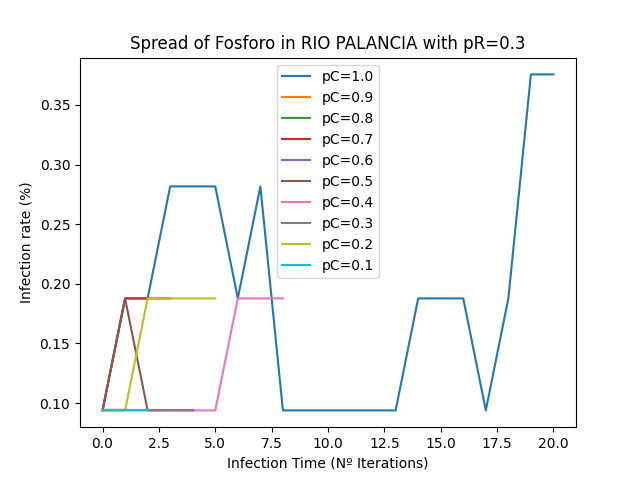 Spread of Fosforo in RIO PALANCIA with pR=0.3
Infection rate (%)
0.35
0.30
0.25
0.20
0.15
0.10
pC=1.0
pC=0.9
pC=0.8
pC=0.7
pC=0.6
pC=0.5
pC=0.4
pC=0.3
pC=0.2
pC=0.1
0.0 2.5 5.0 7.5 10.0 12.5 15.0 17.5 20.0
Infection Time (Nº Iterations)